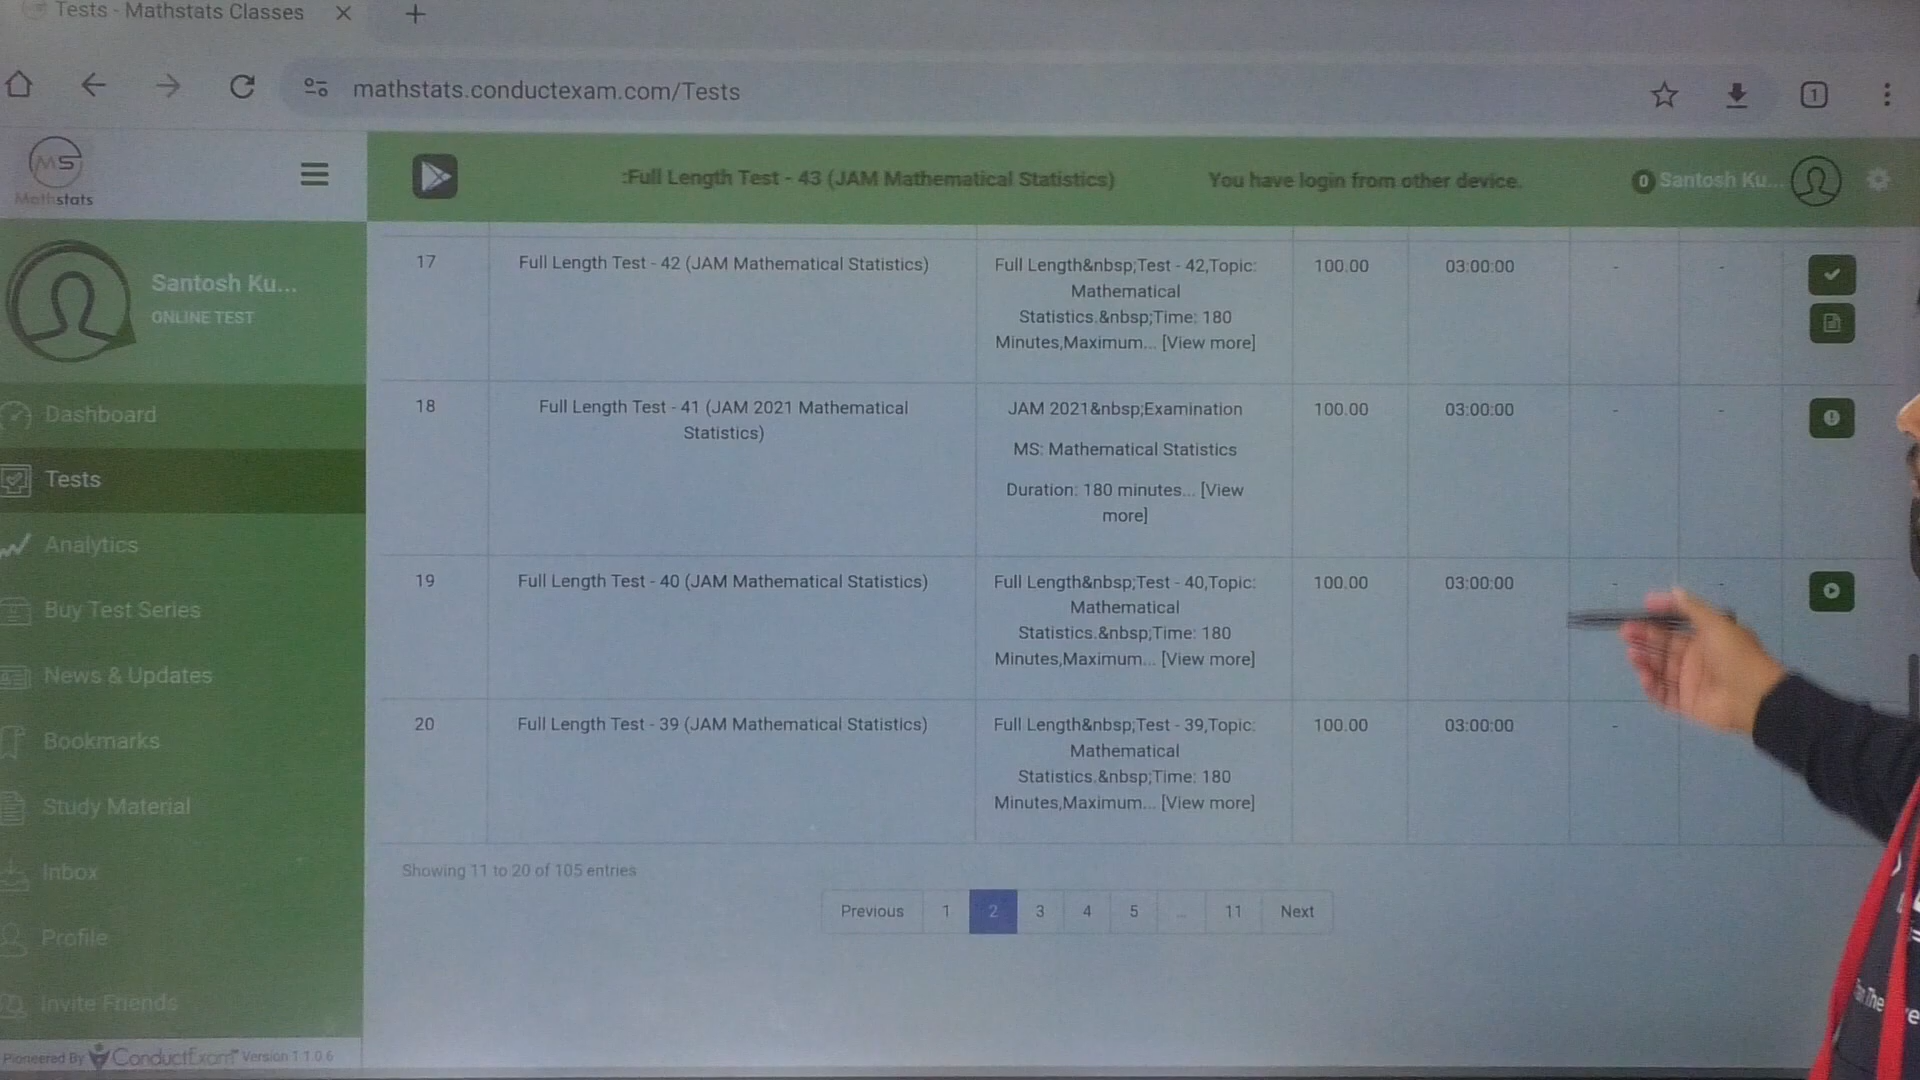 Tests - Mathstats Classes
mathstats.conductexam.com/Tests
1
MS
Mathstats
:Full Length Test - 43 (JAM Mathematical Statistics)
You have login from other device.
0 Santosh Ku...
Santosh Ku...
ONLINE TEST
Dashboard
Tests
Analytics
Buy Test Series
News & Updates
Bookmarks
Study Material
Inbox
Profile
Invite Friends
Pioneered By ConductExam Version 1.1.0.6
17 Full Length Test - 42 (JAM Mathematical Statistics) Full Length&nbsp;Test - 42,Topic: 100.00 03:00:00 - -
Mathematical
Statistics.&nbsp;Time: 180
Minutes,Maximum... [View more]
18 Full Length Test - 41 (JAM 2021 Mathematical JAM 2021&nbsp;Examination 100.00 03:00:00 - -
Statistics)
MS: Mathematical Statistics
Duration: 180 minutes... [View
more]
19 Full Length Test - 40 (JAM Mathematical Statistics) Full Length&nbsp;Test - 40,Topic: 100.00 03:00:00 - -
Mathematical
Statistics.&nbsp;Time: 180
Minutes,Maximum... [View more]
20 Full Length Test - 39 (JAM Mathematical Statistics) Full Length&nbsp;Test - 39,Topic: 100.00 03:00:00 -
Mathematical
Statistics.&nbsp;Time: 180
Minutes,Maximum... [View more]
Showing 11 to 20 of 105 entries
Previous 1 2 3 4 5 ... 11 Next
The